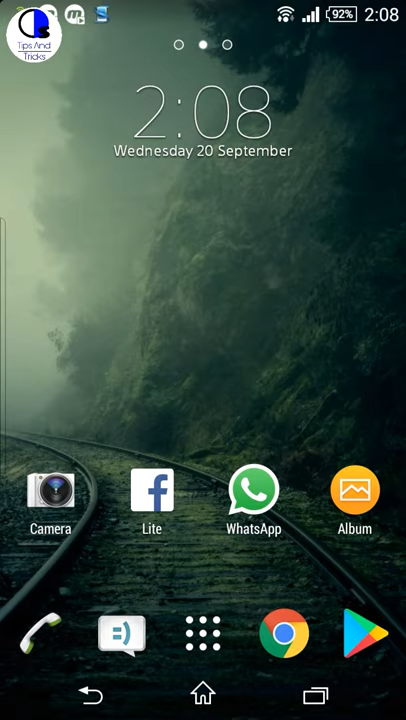 Tips And
Tricks
92%
2:08
2:08
Wednesday 20 September
Camera
Lite
WhatsApp
Album